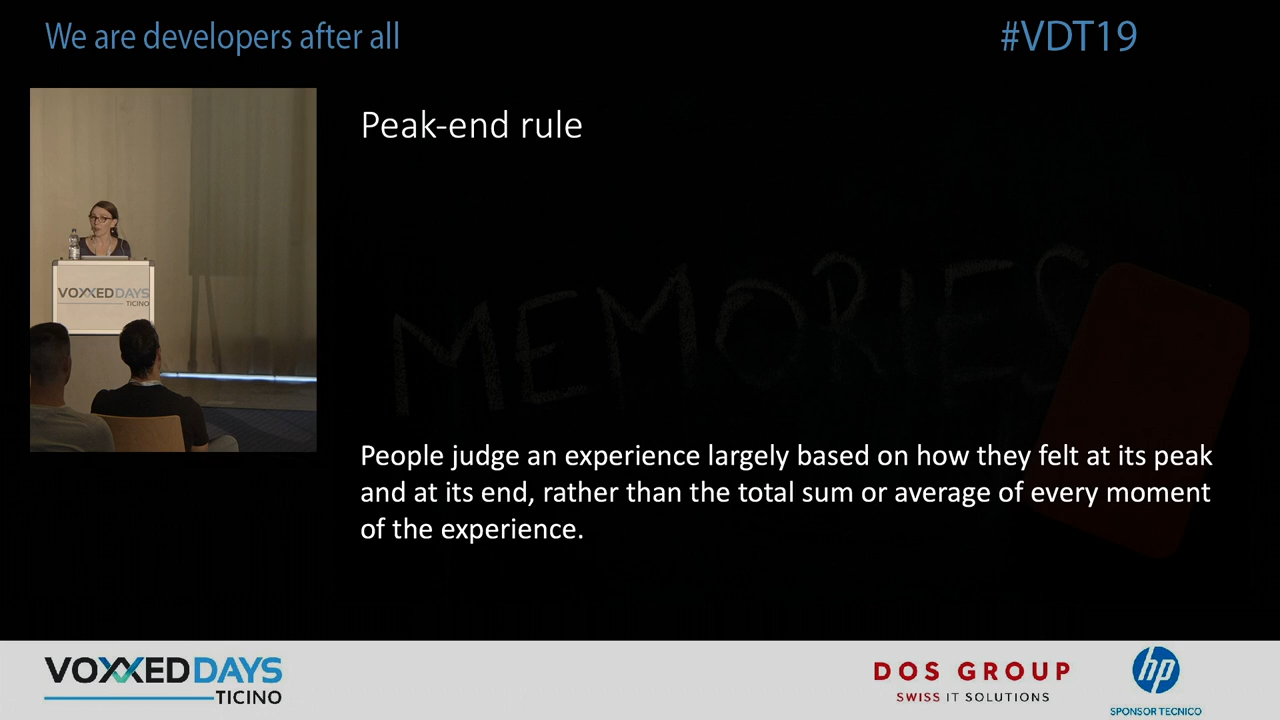 We are developers after all
#VDT19
Peak-end rule
VOXXEDDAYS
TICINO
MEMORIES
People judge an experience largely based on how they felt at its peak
and at its end, rather than the total sum or average of every moment
of the experience.
VOXXEDDAYS
TICINO
DOS GROUP
SWISS IT SOLUTIONS
hp
SPONSOR TECNICO